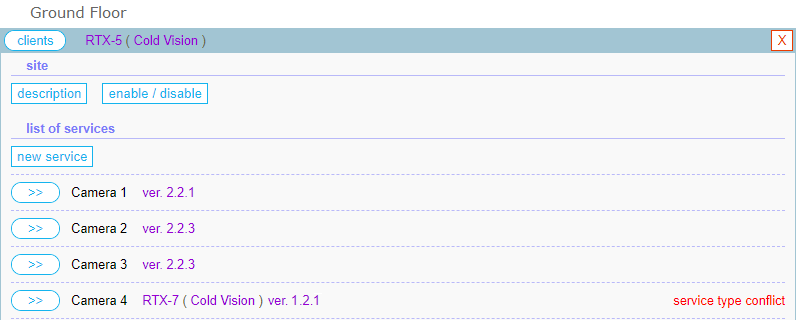 Ground Floor
clients RTX-5 ( Cold Vision ) X
site
description enable / disable
list of services
new service
>> Camera 1 ver. 2.2.1
>> Camera 2 ver. 2.2.3
>> Camera 3 ver. 2.2.3
>> Camera 4 RTX-7 ( Cold Vision ) ver. 1.2.1 service type conflict